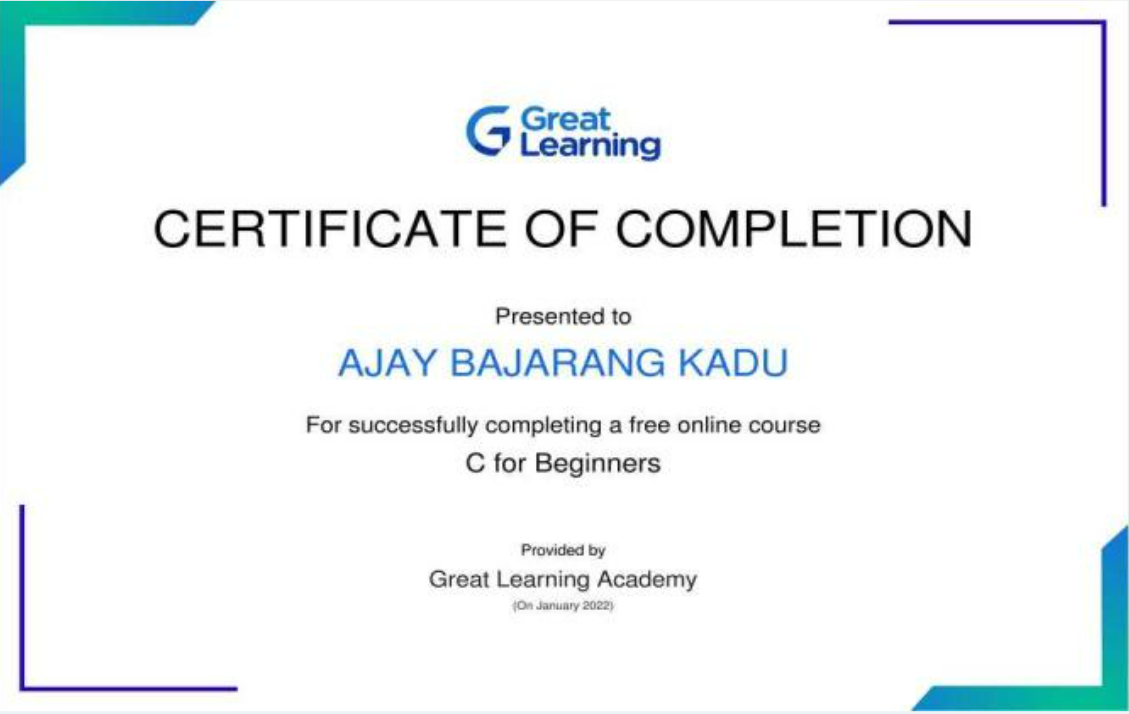 Great
Learning
CERTIFICATE OF COMPLETION
Presented to
AJAY BAJARANG KADU
For successfully completing a free online course
C for Beginners
Provided by
Great Learning Academy
(On January 2022)